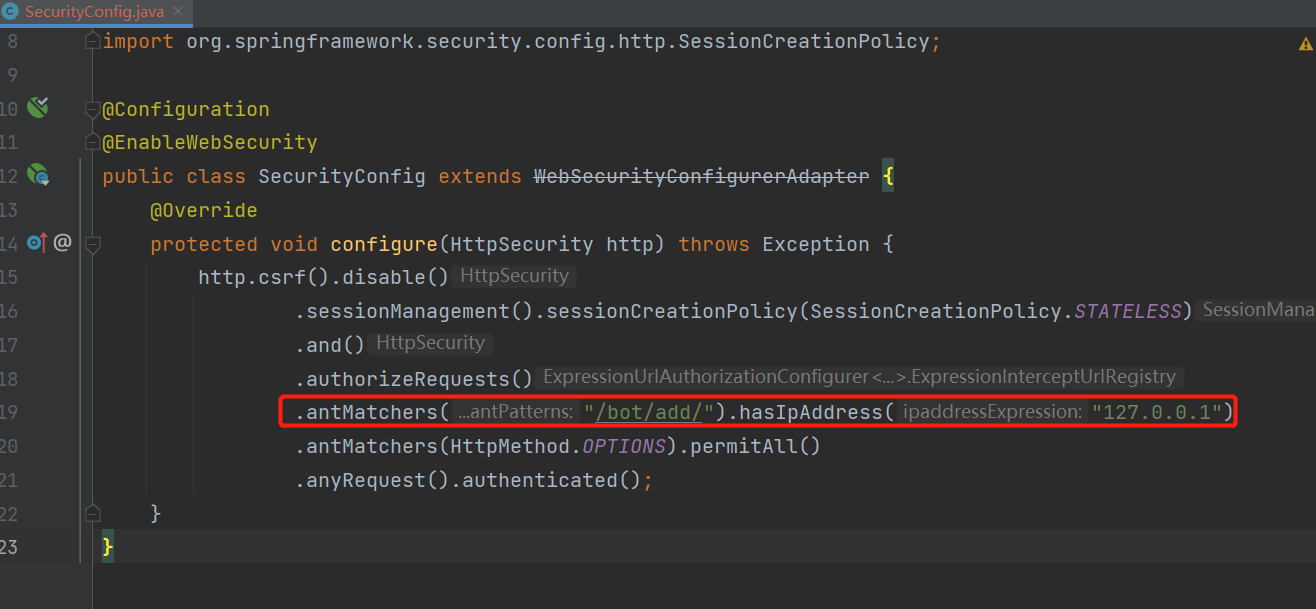 SecurityConfig.java
8 import org.springframework.security.config.http.SessionCreationPolicy;
9
10 @Configuration
11 @EnableWebSecurity
12 public class SecurityConfig extends WebSecurityConfigurerAdapter {
13 @Override
14 @ protected void configure(HttpSecurity http) throws Exception {
15 http.csrf().disable() HttpSecurity
16 .sessionManagement().sessionCreationPolicy(SessionCreationPolicy.STATELESS) SessionMana
17 .and() HttpSecurity
18 .authorizeRequests() ExpressionUrlAuthorizationConfigurer<...>.ExpressionInterceptUrlRegistry
19 .antMatchers( ...antPatterns: "/bot/add/").hasIpAddress( ipaddressExpression: "127.0.0.1")
20 .antMatchers(HttpMethod.OPTIONS).permitAll()
21 .anyRequest().authenticated();
22 }
23 }